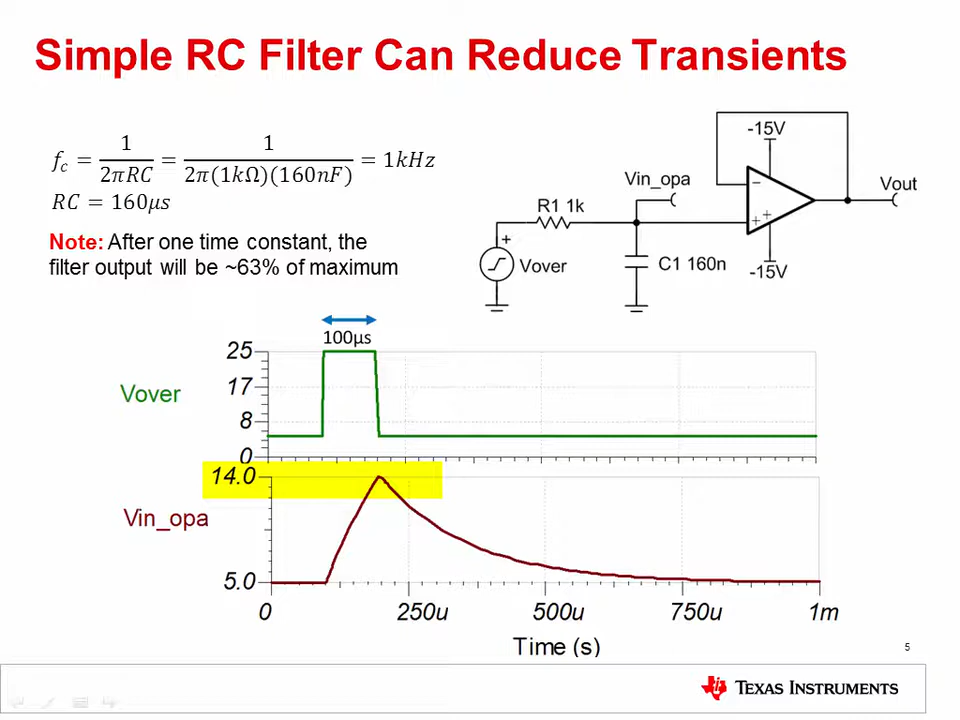 Simple RC Filter Can Reduce Transients
f_c = 1/2πRC = 1/2π(1kΩ)(160nF) = 1kHz
RC = 160μs
Note: After one time constant, the
filter output will be ~63% of maximum
-15V
Vin_opa
Vout
R1 1k
+
−
++
Vover
C1 160n
-15V
100µs
25
17
8
0
Vover
14.0
Vin_opa
5.0
0
250u
500u
750u
1m
Time (s)
5
TEXAS INSTRUMENTS